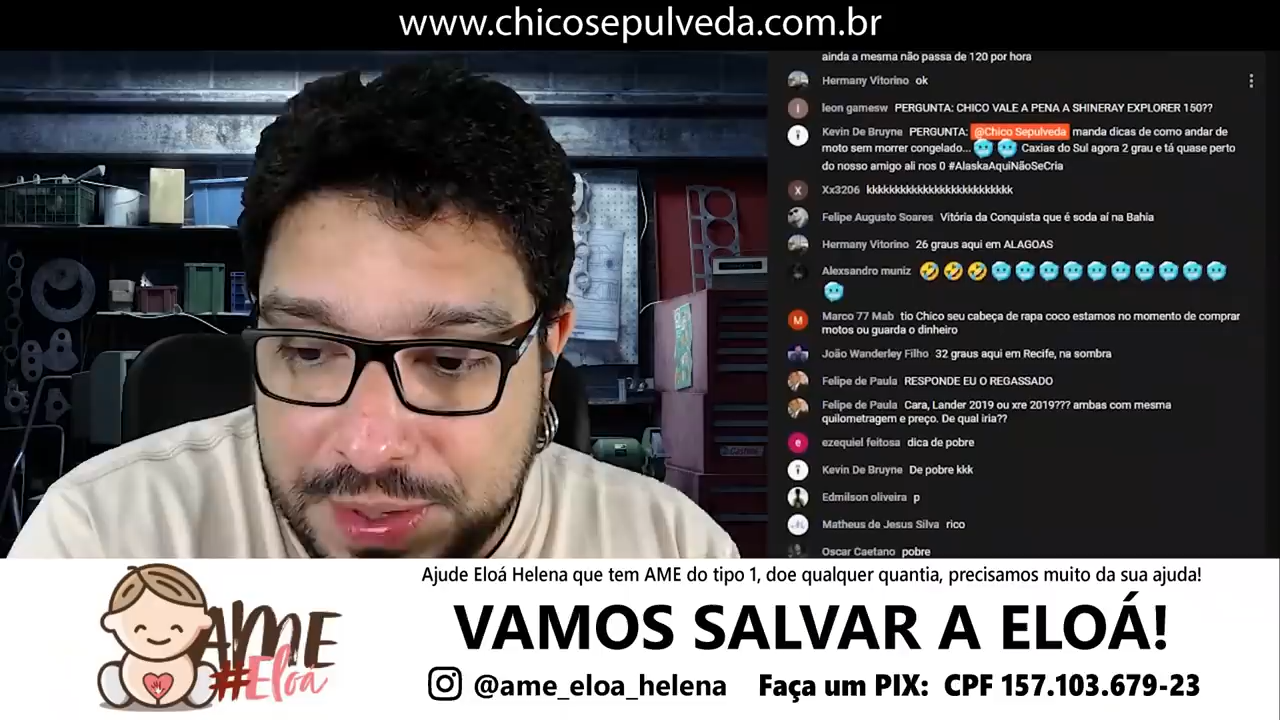 www.chicosepulveda.com.br
ainda a mesma não passa de 120 por hora
Hermany Vitorino ok
leon gamesw PERGUNTA: CHICO VALE A PENA A SHINERAY EXPLORER 150??
Kevin De Bruyne PERGUNTA: @Chico Sepulveda manda dicas de como andar de
moto sem morrer congelado... 🥶 🥶 Caxias do Sul agora 2 grau e tá quase perto
do nosso amigo ali nos 0 #AlaskaAquiNãoSeCria
Xx3206 kkkkkkkkkkkkkkkkkkkkkkkkkk
Felipe Augusto Soares Vitória da Conquista que é soda aí na Bahia
Hermany Vitorino 26 graus aqui em ALAGOAS
Alexsandro muniz 🤣🤣🤣🥶🥶🥶🥶🥶🥶🥶🥶🥶🥶
🥶
Marco 77 Mab tio Chico seu cabeça de rapa coco estamos no momento de comprar
motos ou guarda o dinheiro
João Wanderley Filho 32 graus aqui em Recife, na sombra
Felipe de Paula RESPONDE EU O REGASSADO
Felipe de Paula Cara, Lander 2019 ou xre 2019??? ambas com mesma
quilometragem e preço. De qual iria??
ezequiel feitosa dica de pobre
Kevin De Bruyne De pobre kkk
Edmilson oliveira p
Matheus de Jesus Silva rico
Oscar Caetano pobre
Ajude Eloá Helena que tem AME do tipo 1, doe qualquer quantia, precisamos muito da sua ajuda!
AME
#Eloá
VAMOS SALVAR A ELOÁ!
@ame_eloa_helena Faça um PIX: CPF 157.103.679-23